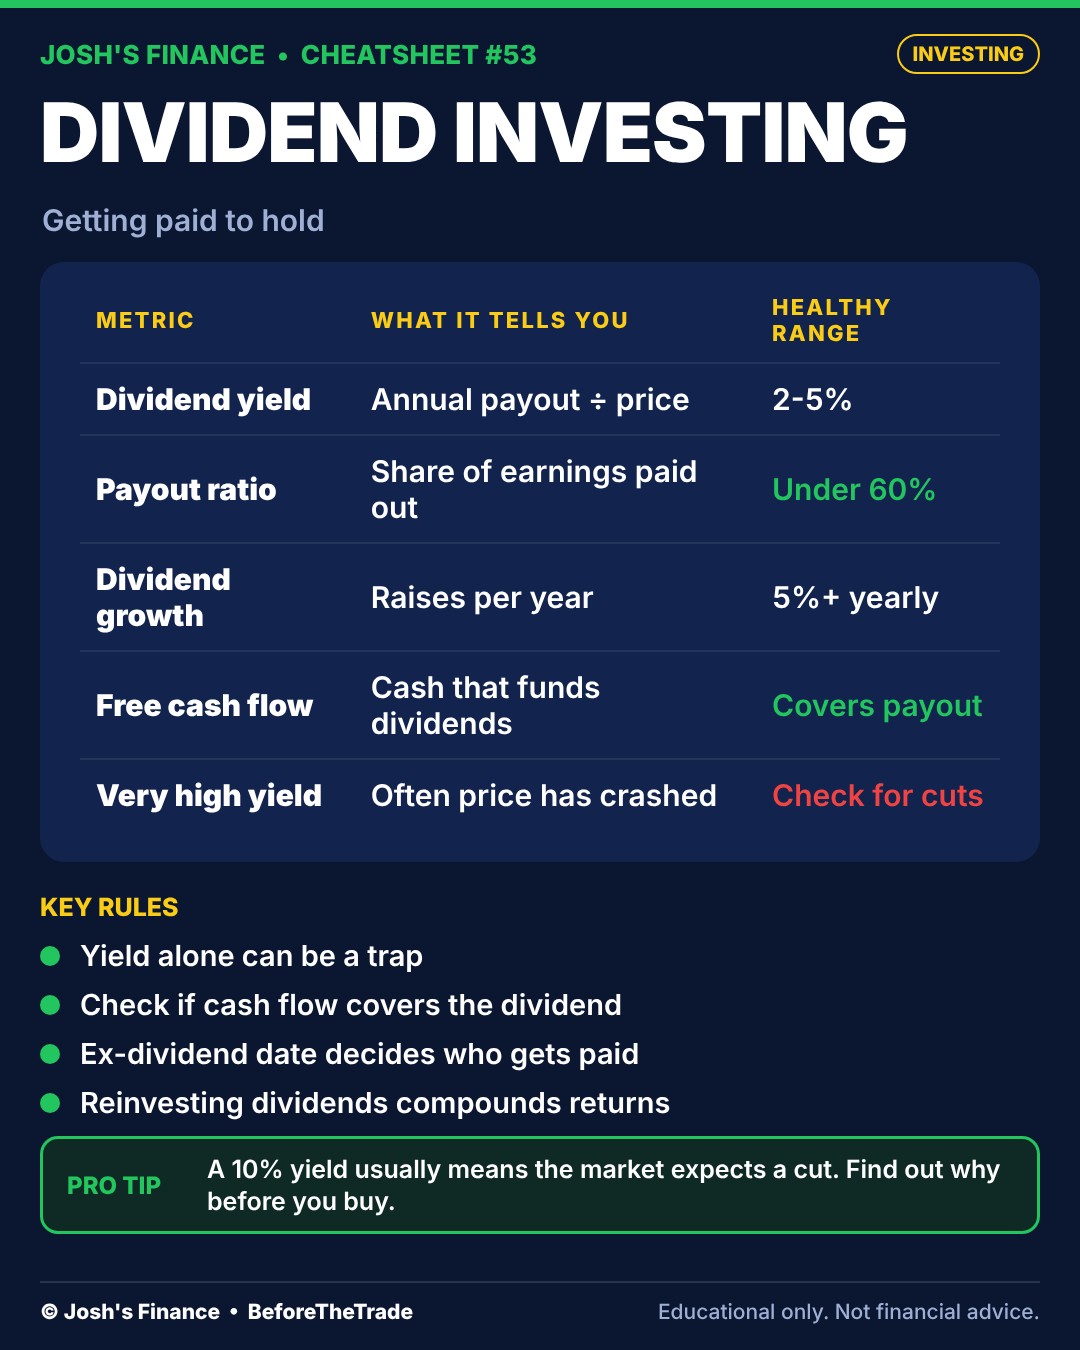 JOSH'S FINANCE • CHEATSHEET #53
INVESTING
DIVIDEND INVESTING
Getting paid to hold
METRIC
WHAT IT TELLS YOU
HEALTHY
RANGE
Dividend yield
Annual payout ÷ price
2-5%
Payout ratio
Share of earnings paid
out
Under 60%
Dividend
growth
Raises per year
5%+ yearly
Free cash flow
Cash that funds
dividends
Covers payout
Very high yield
Often price has crashed
Check for cuts
KEY RULES
Yield alone can be a trap
Check if cash flow covers the dividend
Ex-dividend date decides who gets paid
Reinvesting dividends compounds returns
PRO TIP
A 10% yield usually means the market expects a cut. Find out why
before you buy.
© Josh's Finance • BeforeTheTrade
Educational only. Not financial advice.